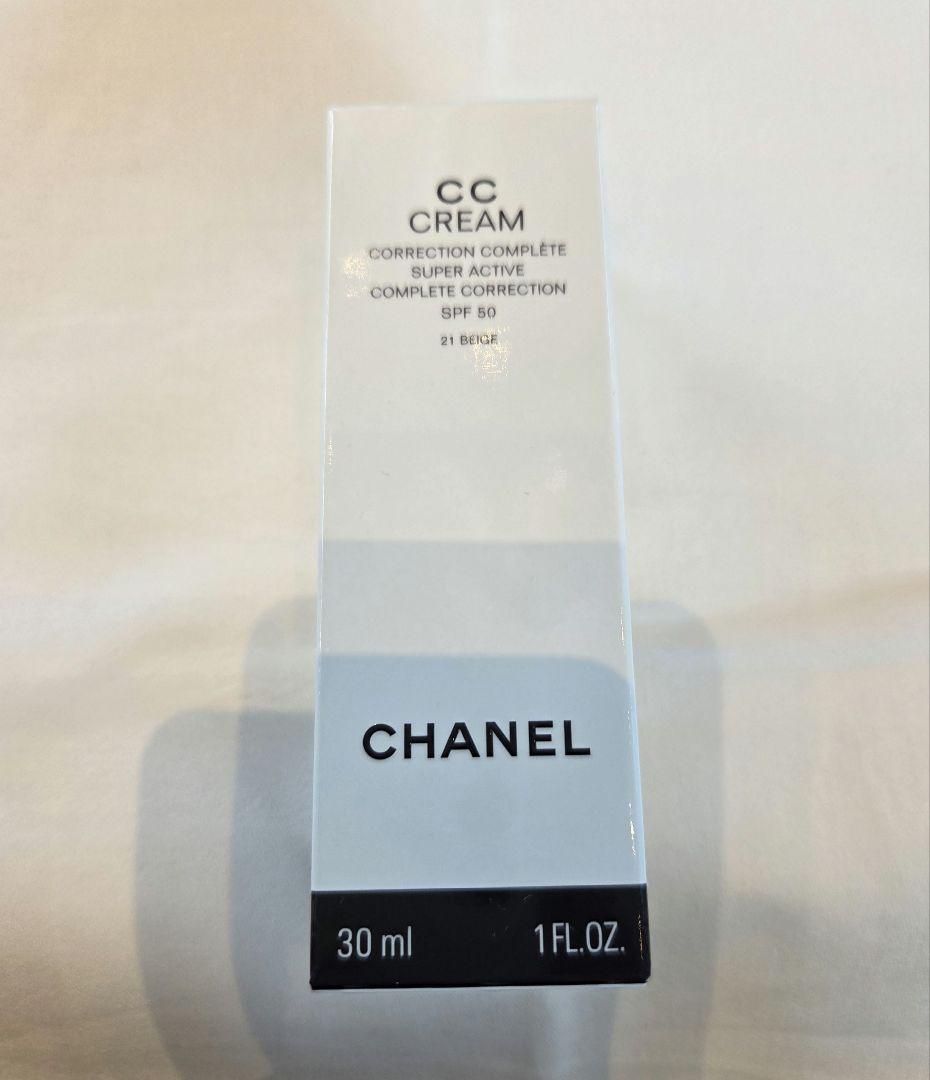 CC
CREAM
CORRECTION COMPLÈTE
SUPER ACTIVE
COMPLETE CORRECTION
SPF 50
21 BEIGE
CHANEL
30 ml 1 FL.OZ.